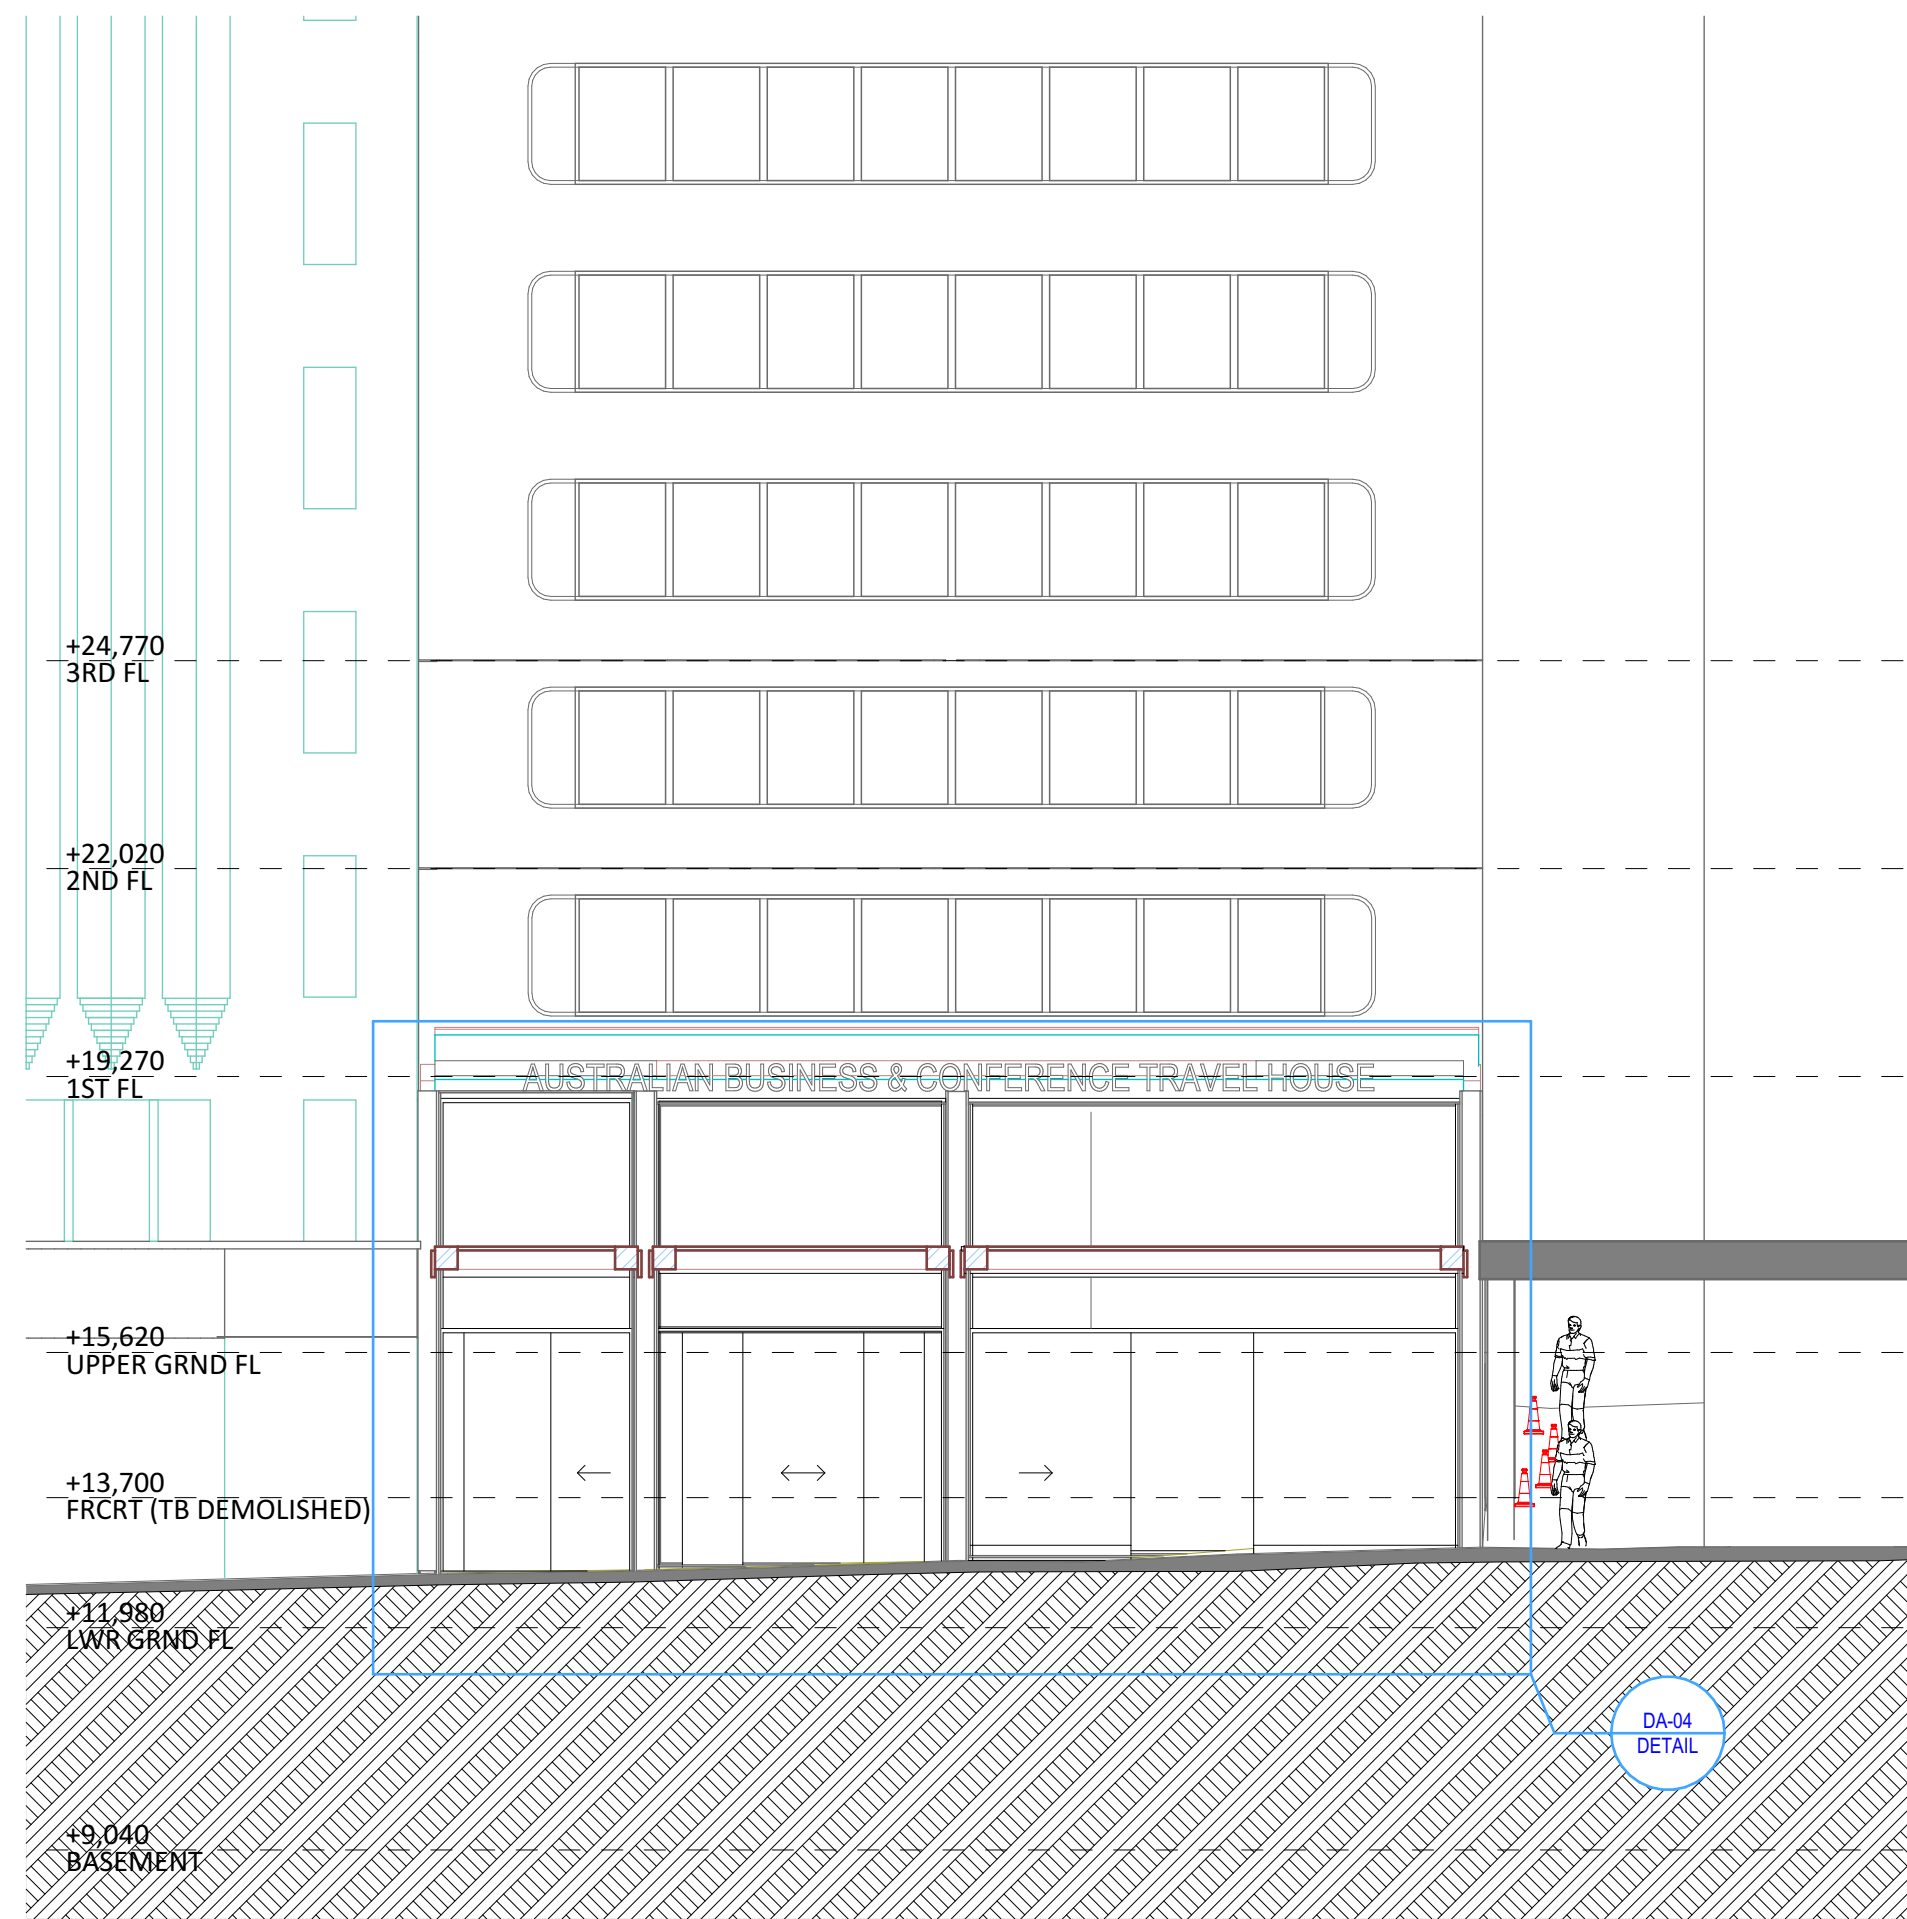 +24,770
3RD FL
+22,020
2ND FL
+19,270
1ST FL
AUSTRALIAN BUSINESS & CONFERENCE TRAVEL HOUSE
+15,620
UPPER GRND FL
+13,700
FRCRT (TB DEMOLISHED)
+11,980
LWR GRND FL
DA-04
DETAIL
+9,040
BASEMENT